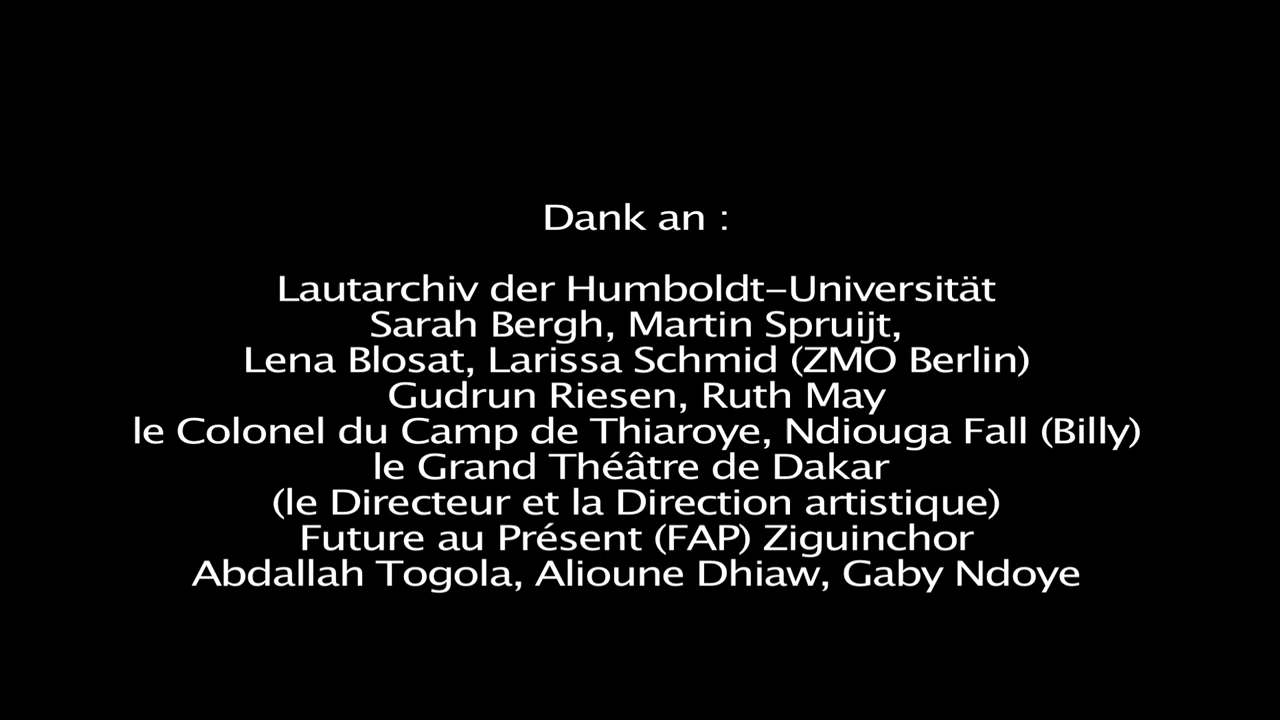 Dank an :
Lautarchiv der Humboldt–Universität
Sarah Bergh, Martin Spruijt,
Lena Blosat, Larissa Schmid (ZMO Berlin)
Gudrun Riesen, Ruth May
le Colonel du Camp de Thiaroye, Ndiouga Fall (Billy)
le Grand Théâtre de Dakar
(le Directeur et la Direction artistique)
Future au Présent (FAP) Ziguinchor
Abdallah Togola, Alioune Dhiaw, Gaby Ndoye